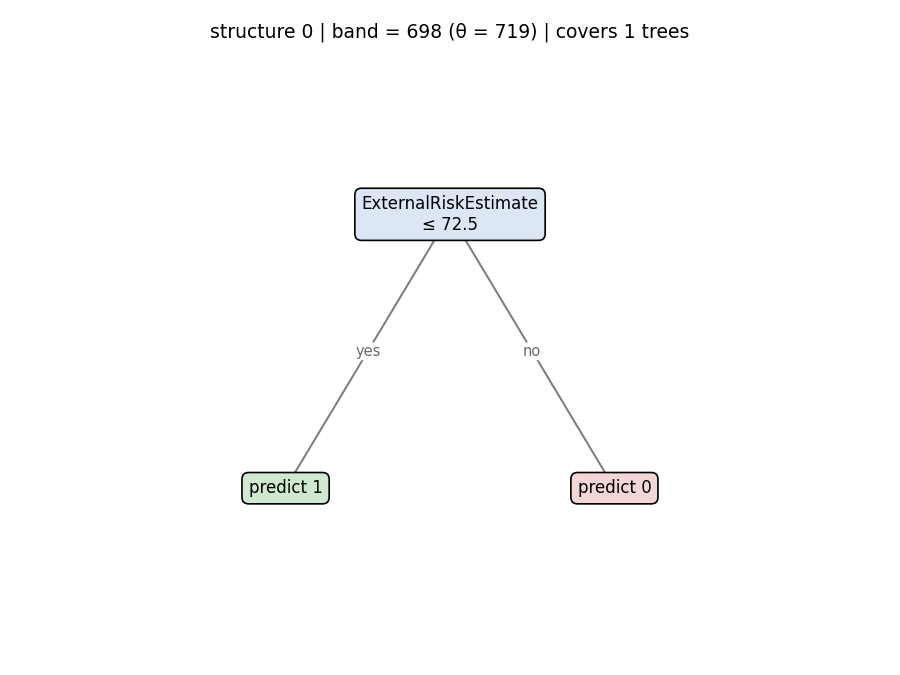 structure 0 | band = 698 (θ = 719) | covers 1 trees
ExternalRiskEstimate
≤ 72.5
yes
no
predict 1
predict 0